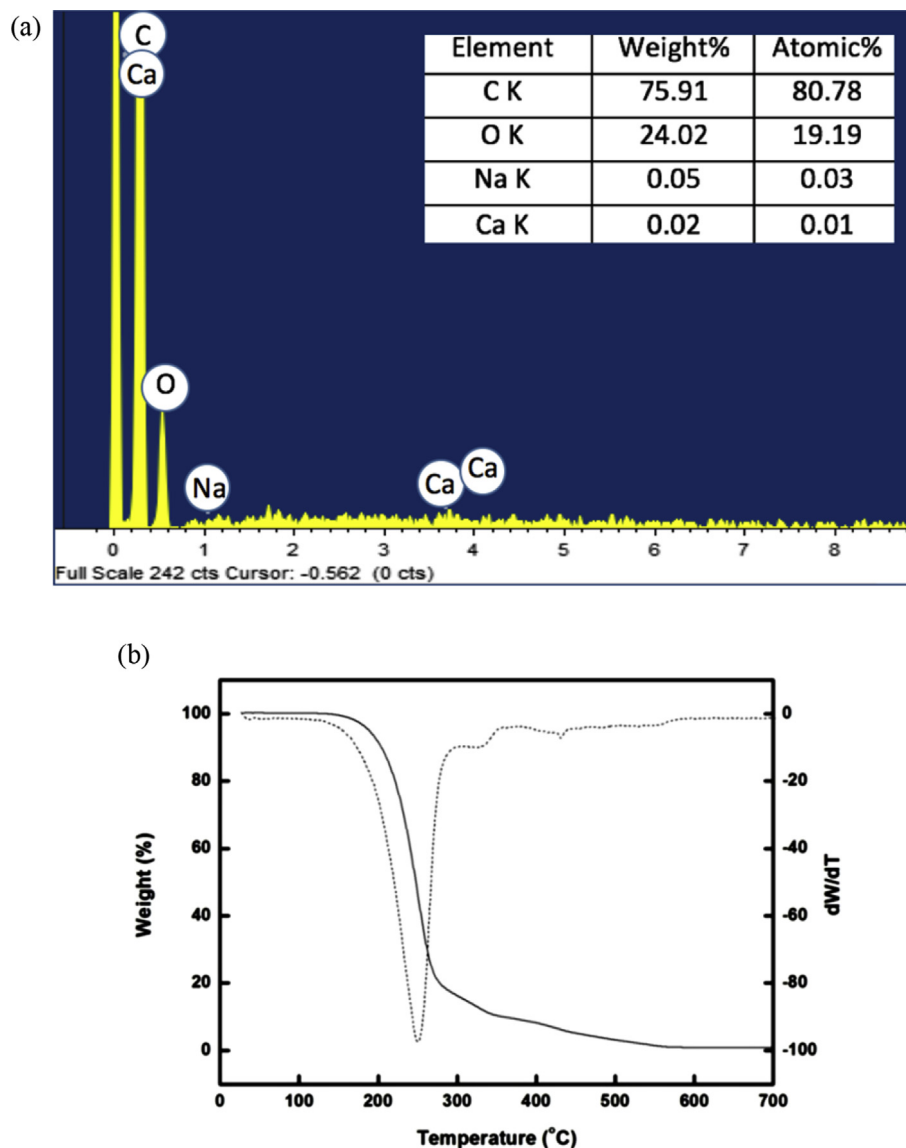 (a)
C
Ca
O
Na
Ca
Ca
Element Weight% Atomic%
C K 75.91 80.78
O K 24.02 19.19
Na K 0.05 0.03
Ca K 0.02 0.01
0 1 2 3 4 5 6 7 8
Full Scale 242 cts Cursor: -0.562 (0 cts)
(b)
100
80
60
40
20
0
Weight (%)
0
-20
-40
-60
-80
-100
dW/dT
0 100 200 300 400 500 600 700
Temperature (°C)